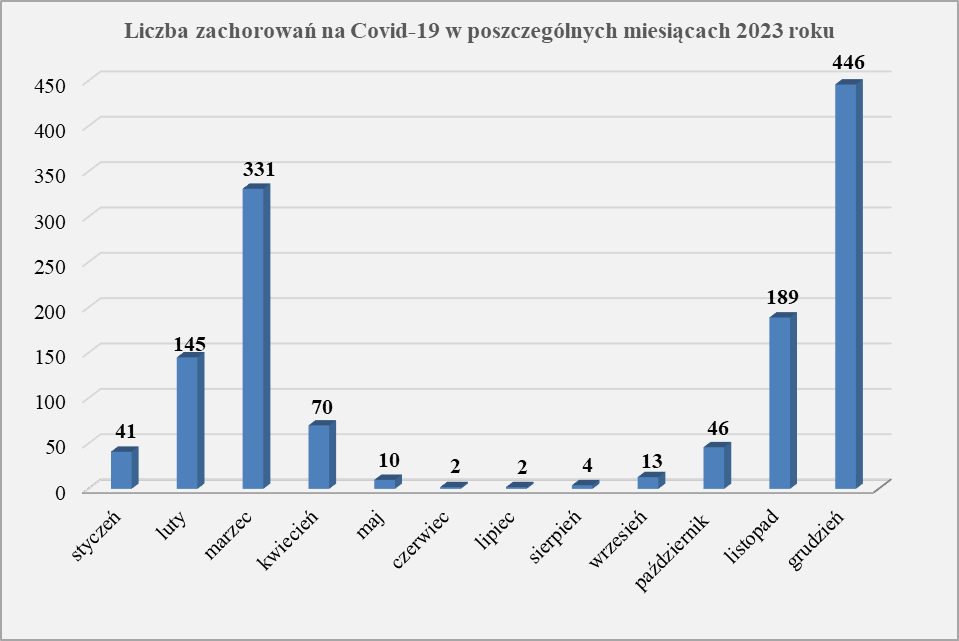 Liczba zachorowań na Covid-19 w poszczególnych miesiącach 2023 roku
450
400
350
300
250
200
150
100
50
0
41
145
331
70
10
2
2
4
13
46
189
446
styczeń
luty
marzec
kwiecień
maj
czerwiec
lipiec
sierpień
wrzesień
październik
listopad
grudzień